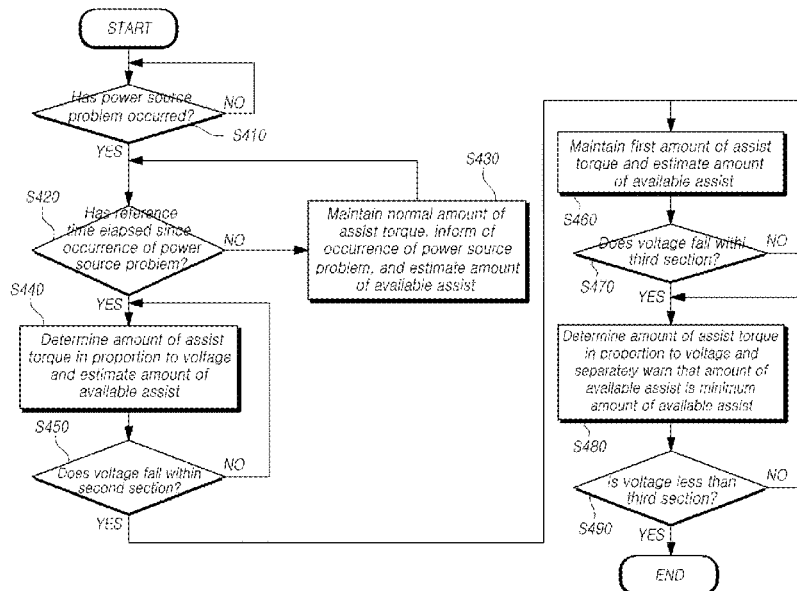 START
Has power source
problem occurred?
NO
S410
YES
S420
Has reference
time elapsed since
occurrence of power
source problem?
NO
S430
Maintain normal amount of
assist torque, inform of
occurrence of power source
problem, and estimate amount
of available assist
YES
S440
Determine amount of assist
torque in proportion to voltage
and estimate amount of
available assist
S450
Does voltage fall within
second section?
NO
YES
Maintain first amount of assist
torque and estimate amount
of available assist
S460
Does voltage fall withi
third section?
NO
S470
YES
Determine amount of assist torque
in proportion to voltage and
separately warn that amount of
available assist is minimum
amount of available assist
S480
Is voltage less than
third section?
NO
S490
YES
END